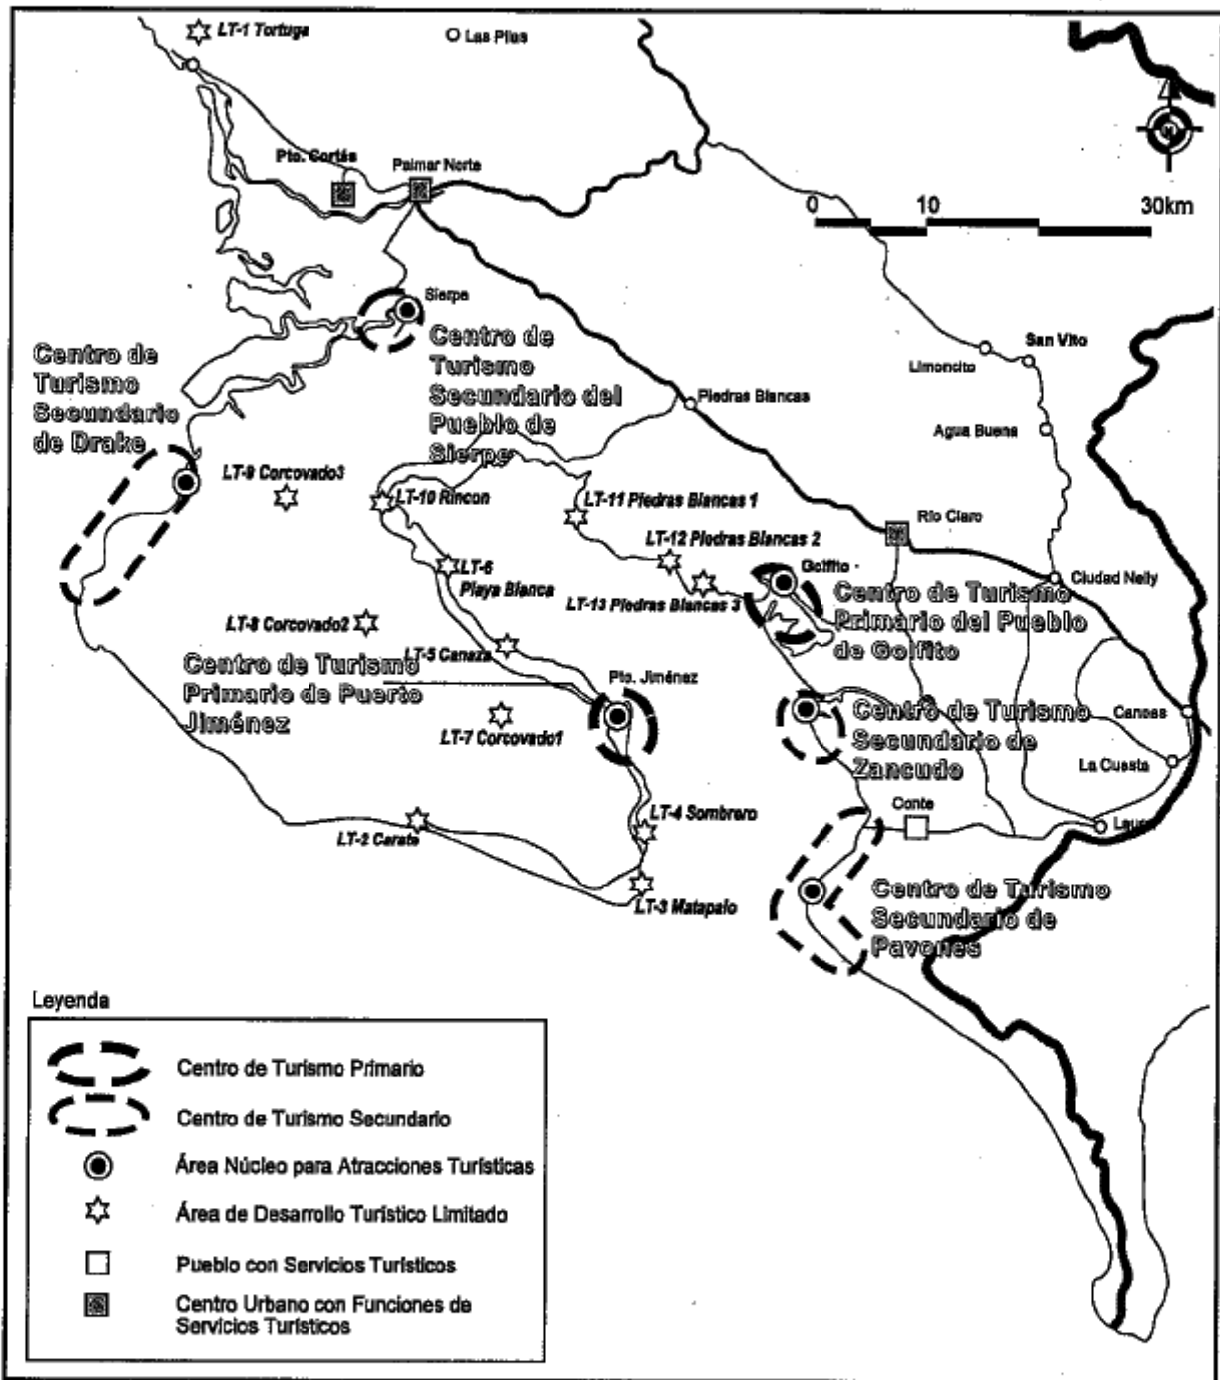 LT-1 Tortuga
Las Pilas
N
Pto. Cortés
Palmar Norte
0 10 30km
Sierpe
Centro de
Turismo
Secundario del
Pueblo de
Sierpe
Centro de
Turismo
Secundario
de Drake
San Vito
Limoncito
Piedras Blancas
Agua Buena
LT-9 Corcovado3
LT-10 Rincon
LT-11 Piedras Blancas 1
Rio Claro
LT-12 Piedras Blancas 2
LT-6
Playa Blanca
Golfito
Ciudad Neily
LT-13 Piedras Blancas 3
Centro de Turismo
Primario del Pueblo
de Golfito
LT-8 Corcovado2
LT-5 Canaza
Centro de Turismo
Primario de Puerto
Jiménez
Pto. Jiménez
LT-7 Corcovado1
Centro de Turismo
Secundario de
Zancudo
Canoas
La Cuesta
LT-4 Sombrero
Conte
Laurel
LT-2 Carate
LT-3 Matapalo
Centro de Turismo
Secundario de
Pavones
Leyenda
Centro de Turismo Primario
Centro de Turismo Secundario
Área Núcleo para Atracciones Turísticas
Área de Desarrollo Turístico Limitado
Pueblo con Servicios Turísticos
Centro Urbano con Funciones de
Servicios Turísticos